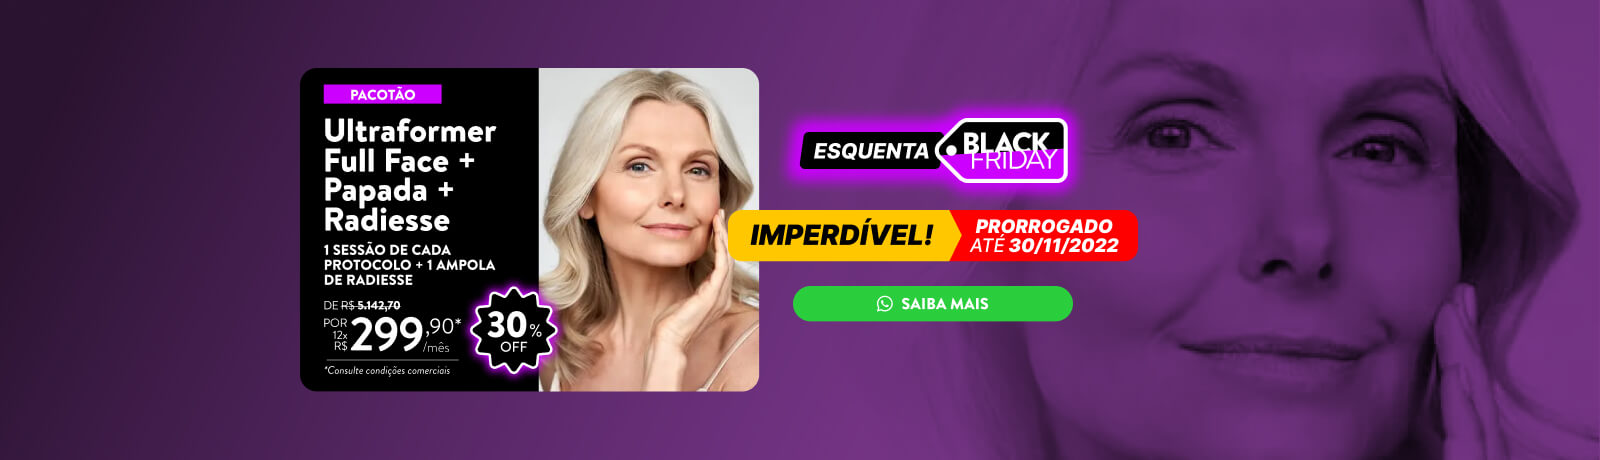 PACOTÃO
Ultraformer
Full Face +
Papada +
Radiesse
1 SESSÃO DE CADA
PROTOCOLO + 1 AMPOLA
DE RADIESSE
DE R$ 5.142,70
POR
12x
R$
299,90*
/mês
*Consulte condições comerciais
30%
OFF
ESQUENTA
BLACK
FRIDAY
IMPERDÍVEL!
PRORROGADO
ATÉ 30/11/2022
SAIBA MAIS